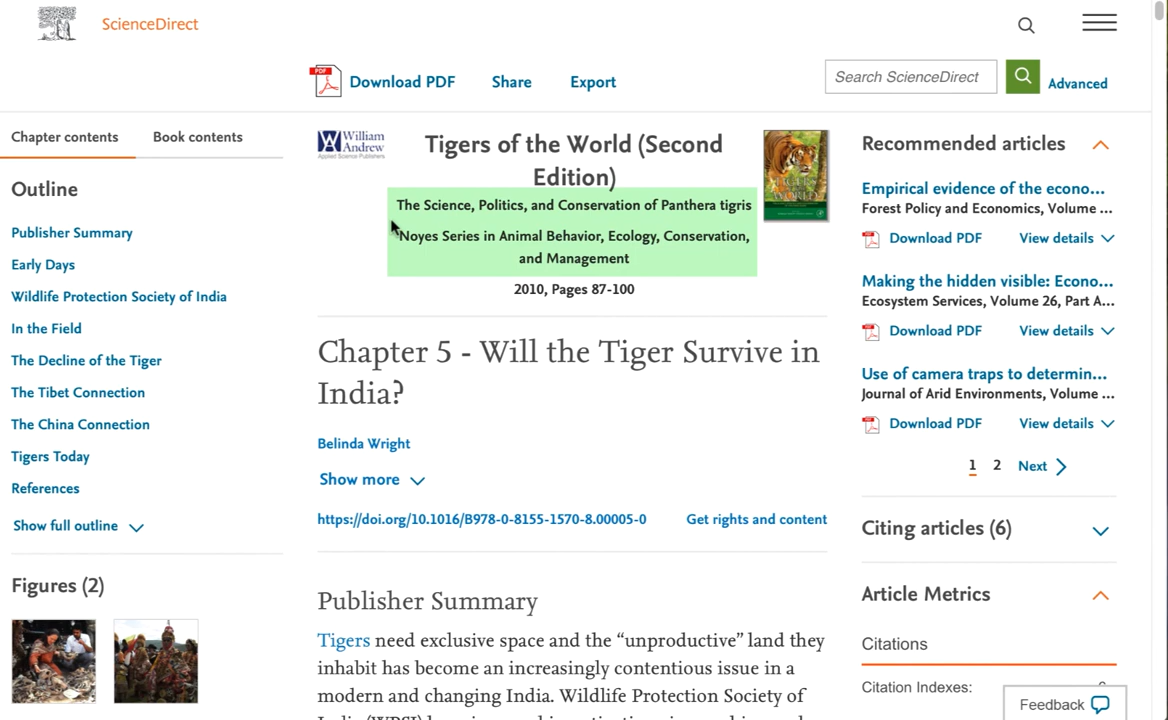 ScienceDirect
PDF
Download PDF
Share
Export
Search ScienceDirect
Advanced
Chapter contents
Book contents
Outline
Publisher Summary
Early Days
Wildlife Protection Society of India
In the Field
The Decline of the Tiger
The Tibet Connection
The China Connection
Tigers Today
References
Show full outline
Figures (2)
William
Andrew
Applied Science Publishers
Tigers of the World (Second
Edition)
The Science, Politics, and Conservation of Panthera tigris
Noyes Series in Animal Behavior, Ecology, Conservation,
and Management
2010, Pages 87-100
Chapter 5 - Will the Tiger Survive in
India?
Belinda Wright
Show more
https://doi.org/10.1016/B978-0-8155-1570-8.00005-0
Get rights and content
Publisher Summary
Tigers need exclusive space and the “unproductive” land they
inhabit has become an increasingly contentious issue in a
modern and changing India. Wildlife Protection Society of
Recommended articles
Empirical evidence of the econo...
Forest Policy and Economics, Volume ...
Download PDF
View details
Making the hidden visible: Econo...
Ecosystem Services, Volume 26, Part A...
Download PDF
View details
Use of camera traps to determin...
Journal of Arid Environments, Volume ...
Download PDF
View details
1 2 Next
Citing articles (6)
Article Metrics
Citations
Citation Indexes:
Feedback